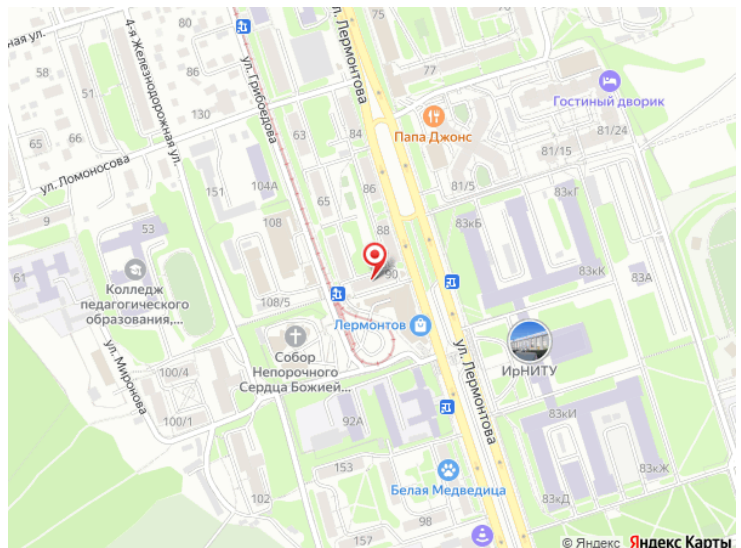 ная ул.
58
66
65
51
4-я Железнодорожная ул.
80
86
130
ул. Грибоедова
ул. Лермонтова
75
77
84
63
Папа Джонс
Гостиный дворик
81/24
81/15
81/5
ул. Ломоносова
9
151
104А
65
86
88
83кГ
83кБ
53
61
108
90
83кК
83А
Колледж
педагогического
образования,...
108/5
Лермонтов
ИрНИТУ
Собор
Непорочного
Сердца Божией...
ул. Миронова
100/4
100/1
ул. Лермонтова
92А
83кИ
153
Белая Медведица
102
83кЖ
83кД
98
157
© Яндекс Яндекс Карты